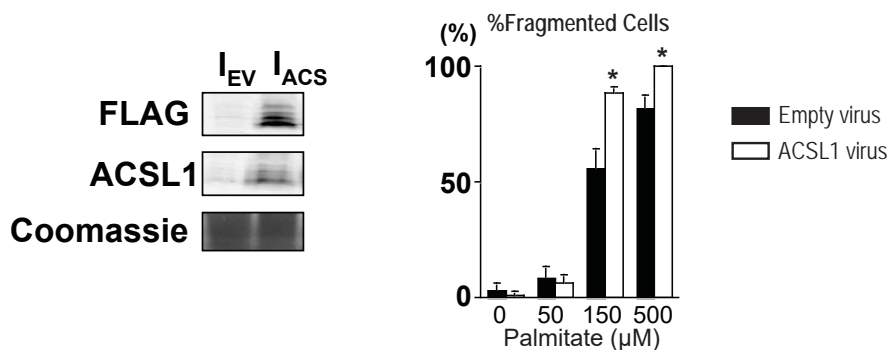 I_EV I_ACS
FLAG
ACSL1
Coomassie
%Fragmented Cells
(%)
100
50
0
* *
0 50 150 500
Palmitate (µM)
Empty virus
ACSL1 virus